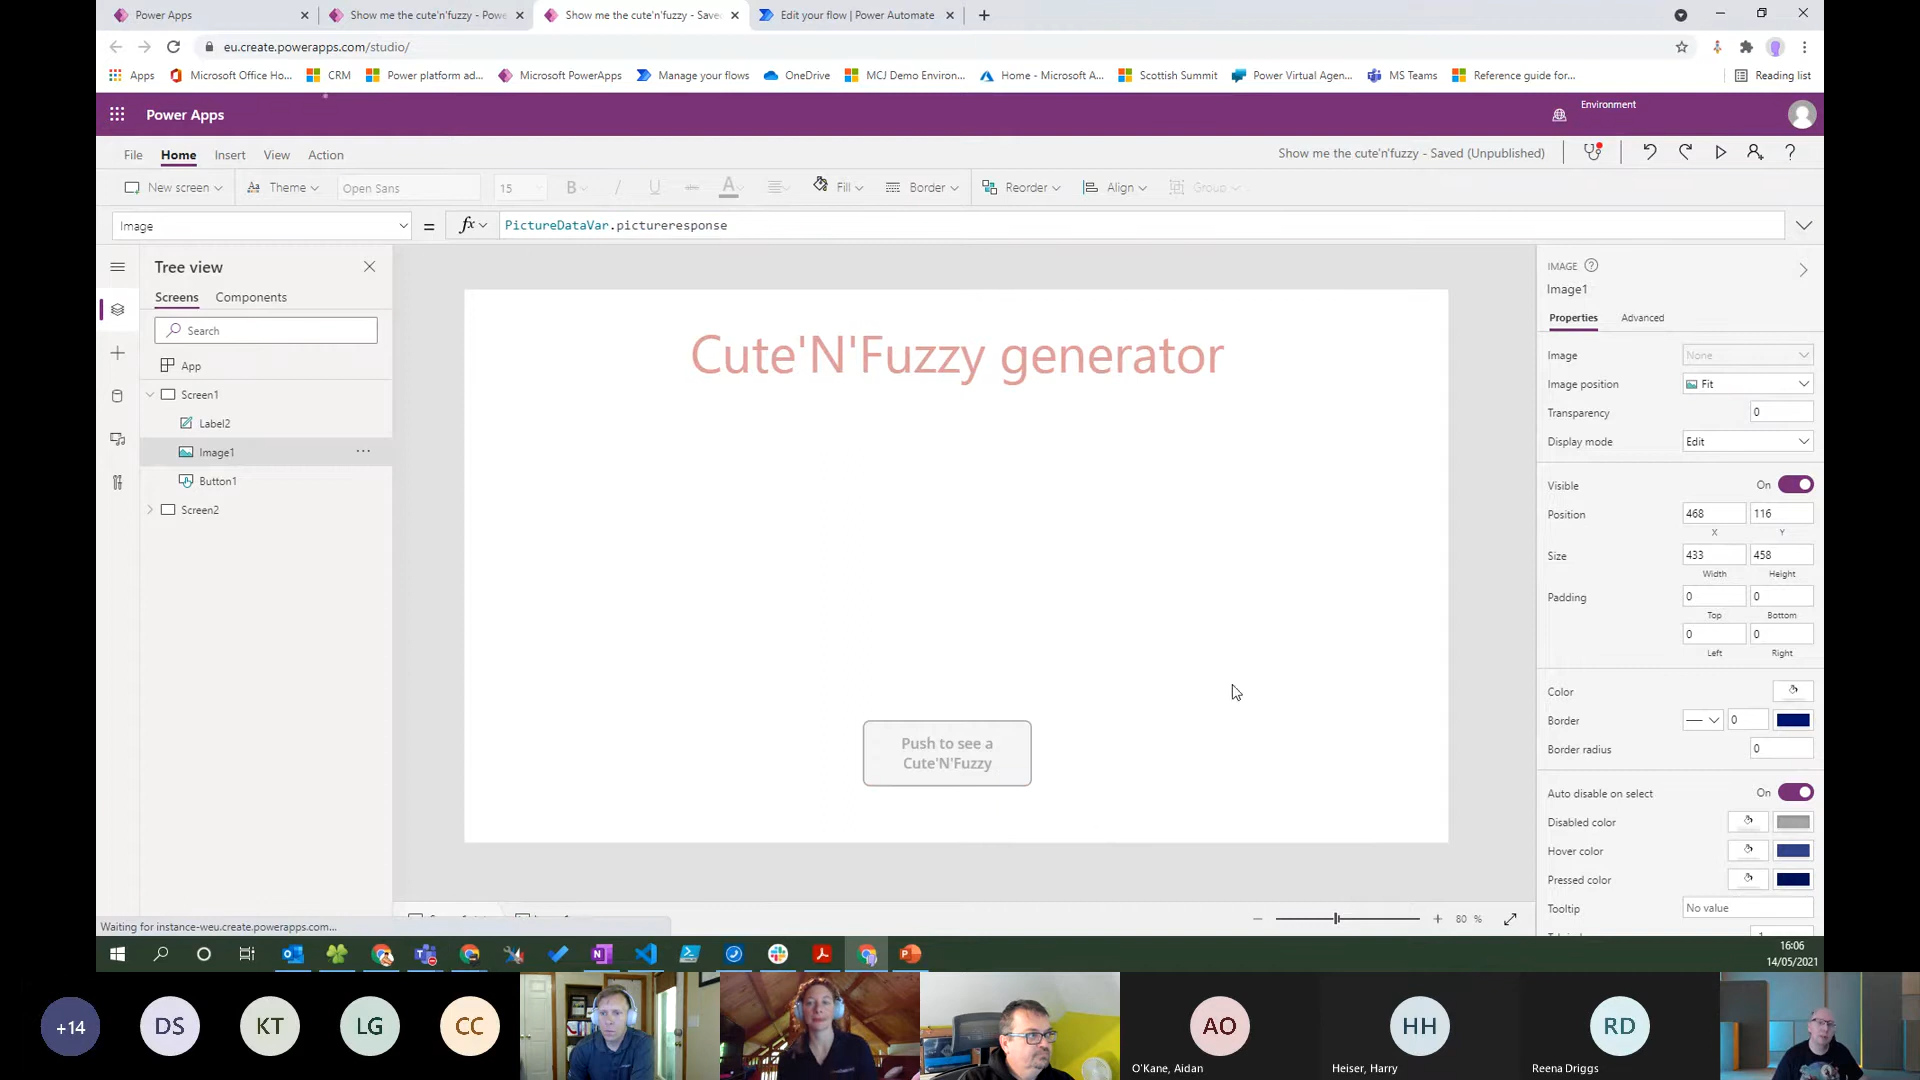 Power Apps
Show me the cute'n'fuzzy - Powe
Show me the cute'n'fuzzy - Save
Edit your flow | Power Automate
eu.create.powerapps.com/studio/
Apps
Microsoft Office Ho...
CRM
Power platform ad...
Microsoft PowerApps
Manage your flows
OneDrive
MCJ Demo Environ...
Home - Microsoft A...
Scottish Summit
Power Virtual Agen...
MS Teams
Reference guide for...
Reading list
Power Apps
Environment
File Home Insert View Action
Show me the cute'n'fuzzy - Saved (Unpublished)
New screen Theme Open Sans 15 B / U abc A Fill Border Reorder Align Group
Image = fx PictureDataVar.pictureresponse
Tree view
Screens Components
Search
App
Screen1
Label2
Image1 ...
Button1
Screen2
Cute'N'Fuzzy generator
Push to see a
Cute'N'Fuzzy
IMAGE ?
Image1
Properties Advanced
Image None
Image position Fit
Transparency 0
Display mode Edit
Visible On
Position 468 116
X Y
Size 433 458
Width Height
Padding 0 0
Top Bottom
0 0
Left Right
Color
Border 0
Border radius 0
Auto disable on select On
Disabled color
Hover color
Pressed color
Tooltip No value
80 %
Waiting for instance-weu.create.powerapps.com...
16:06
14/05/2021
+14
DS
KT
LG
CC
AO
O'Kane, Aidan
HH
Heiser, Harry
RD
Reena Driggs